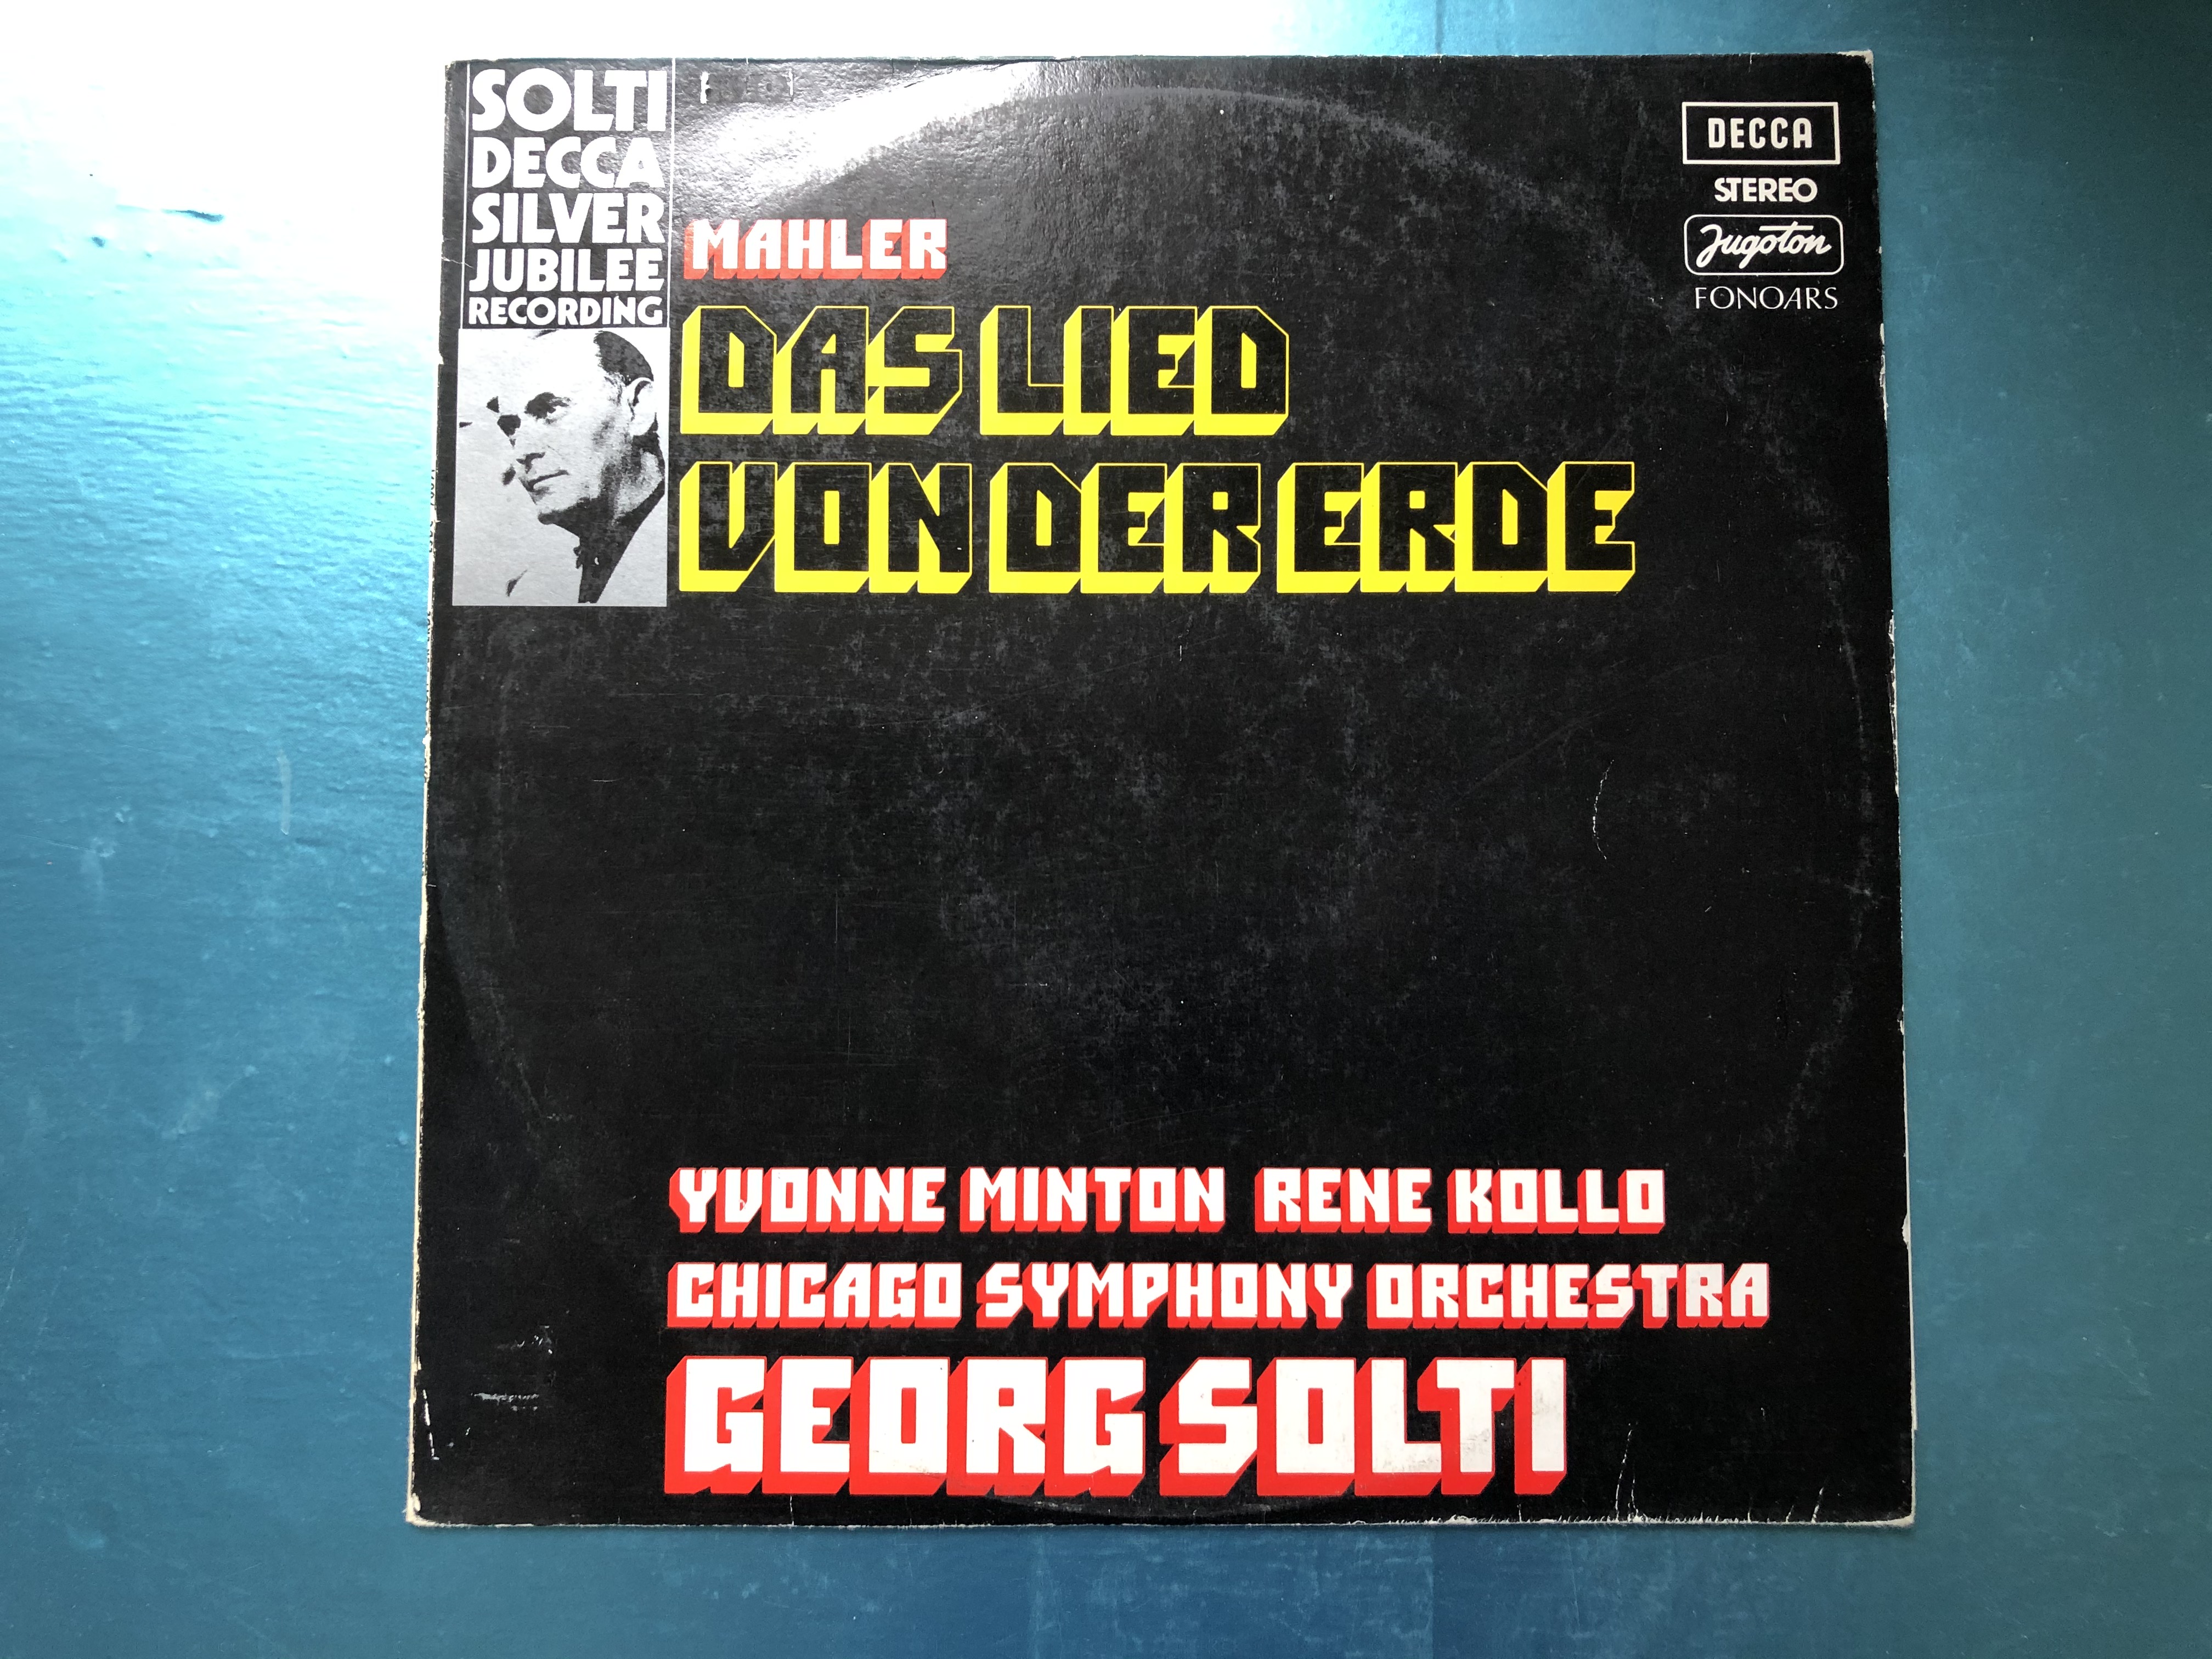 SOLTI
DECCA
SILVER
JUBILEE
RECORDING
DECCA
STEREO
Jugoton
FONOARS
MAHLER
DAS LIED
VON DER ERDE
YVONNE MINTON RENE KOLLO
CHICAGO SYMPHONY ORCHESTRA
GEORG SOLTI